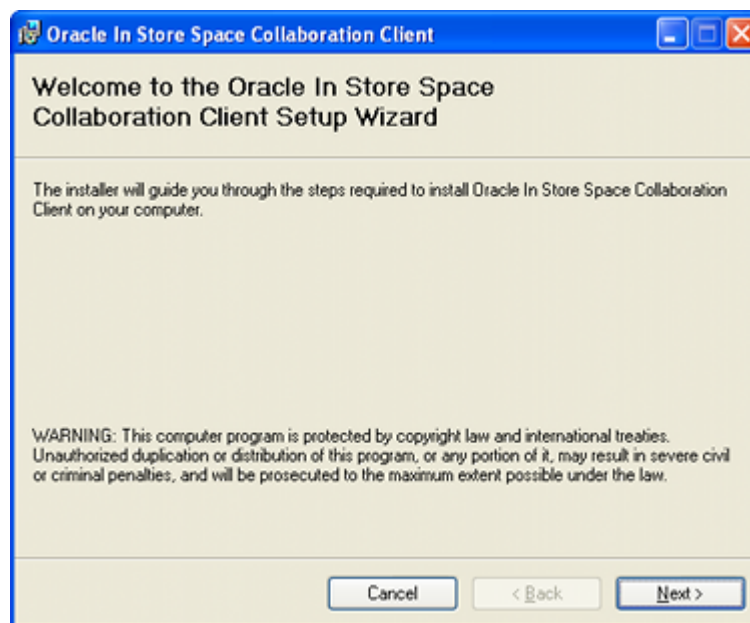 Oracle In Store Space Collaboration Client
Welcome to the Oracle In Store Space
Collaboration Client Setup Wizard
The installer will guide you through the steps required to install Oracle In Store Space Collaboration
Client on your computer.
WARNING: This computer program is protected by copyright law and international treaties.
Unauthorized duplication or distribution of this program, or any portion of it, may result in severe civil
or criminal penalties, and will be prosecuted to the maximum extent possible under the law.
Cancel < Back Next >